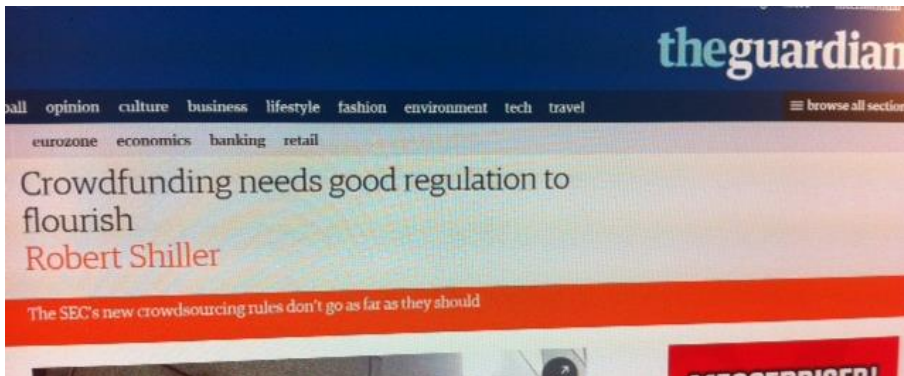 theguardian
opinion culture business lifestyle fashion environment tech travel
browse all section
eurozone economics banking retail
Crowdfunding needs good regulation to
flourish
Robert Shiller
The SEC's new crowdsourcing rules don't go as far as they should